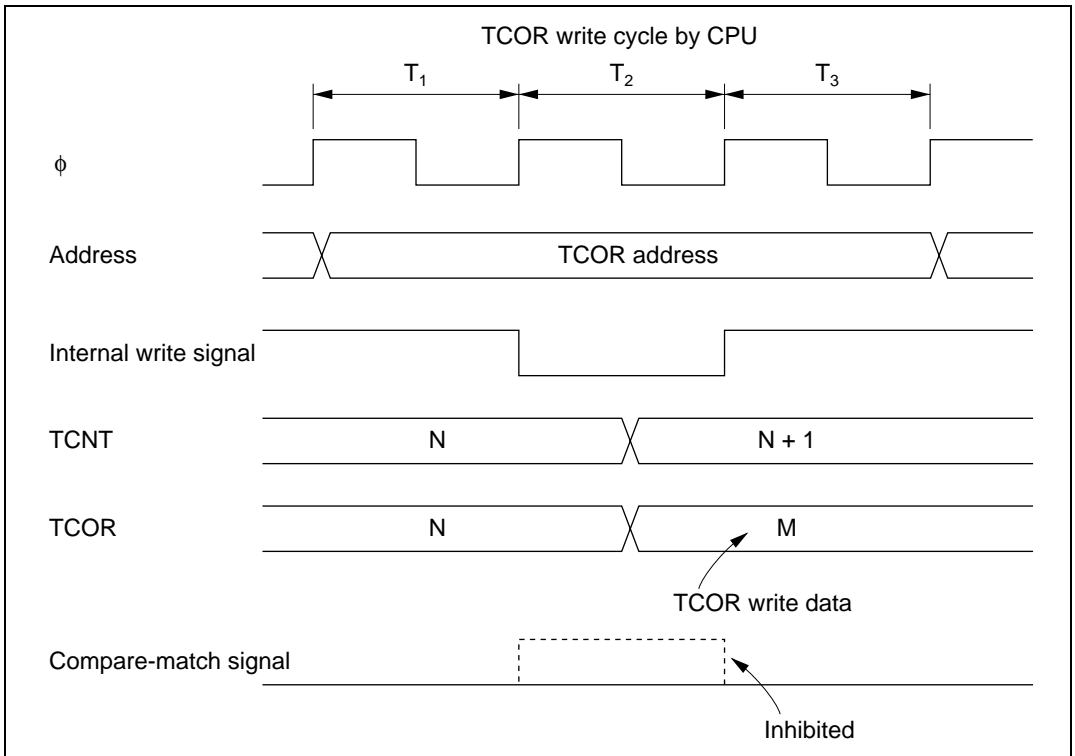 TCOR write cycle by CPU
T1 T2 T3
ϕ
Address TCOR address
Internal write signal
TCNT N N + 1
TCOR N M
TCOR write data
Compare-match signal
Inhibited